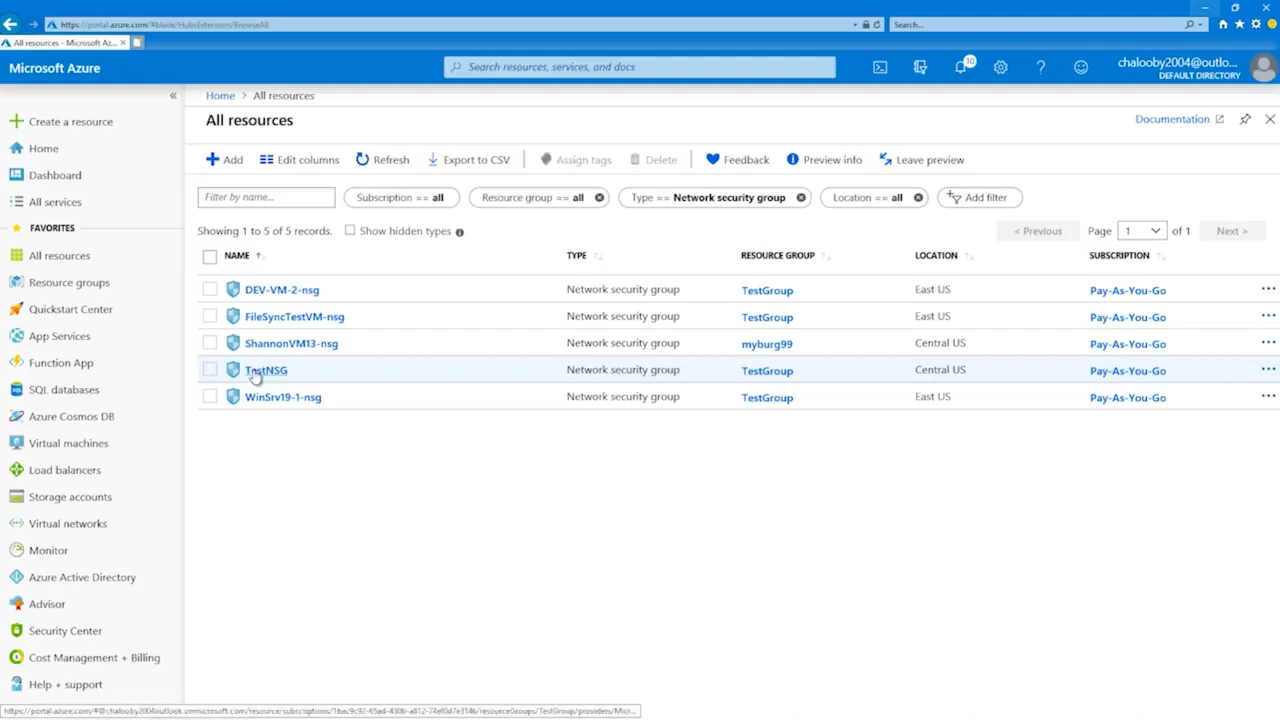 https://portal.azure.com/#blade/HubsExtension/BrowseAll
Search...
All resources - Microsoft Az...
Microsoft Azure
Search resources, services, and docs
10
chalooby2004@outlo...
DEFAULT DIRECTORY
Home > All resources
All resources
Documentation
Create a resource
Home
Dashboard
All services
FAVORITES
All resources
Resource groups
Quickstart Center
App Services
Function App
SQL databases
Azure Cosmos DB
Virtual machines
Load balancers
Storage accounts
Virtual networks
Monitor
Azure Active Directory
Advisor
Security Center
Cost Management + Billing
Help + support
Add Edit columns Refresh Export to CSV Assign tags Delete Feedback Preview info Leave preview
Filter by name... Subscription == all Resource group == all Type == Network security group Location == all Add filter
Showing 1 to 5 of 5 records. Show hidden types < Previous Page 1 of 1 Next >
NAME TYPE RESOURCE GROUP LOCATION SUBSCRIPTION
DEV-VM-2-nsg Network security group TestGroup East US Pay-As-You-Go
FileSyncTestVM-nsg Network security group TestGroup East US Pay-As-You-Go
ShannonVM13-nsg Network security group myburg99 Central US Pay-As-You-Go
TestNSG Network security group TestGroup Central US Pay-As-You-Go
WinSrv19-1-nsg Network security group TestGroup East US Pay-As-You-Go